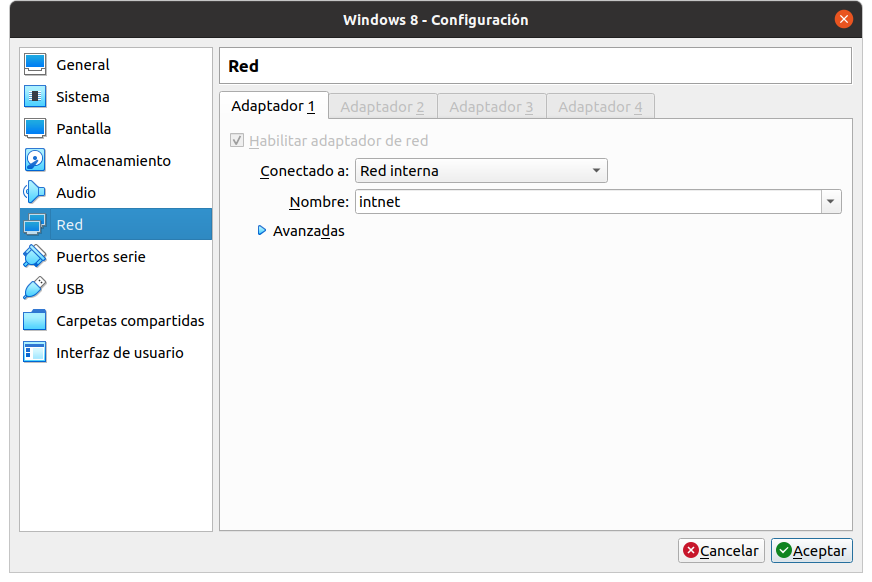 Windows 8 - Configuración
General
Sistema
Pantalla
Almacenamiento
Audio
Red
Puertos serie
USB
Carpetas compartidas
Interfaz de usuario
Red
Adaptador 1 Adaptador 2 Adaptador 3 Adaptador 4
Habilitar adaptador de red
Conectado a: Red interna
Nombre: intnet
Avanzadas
Cancelar Aceptar